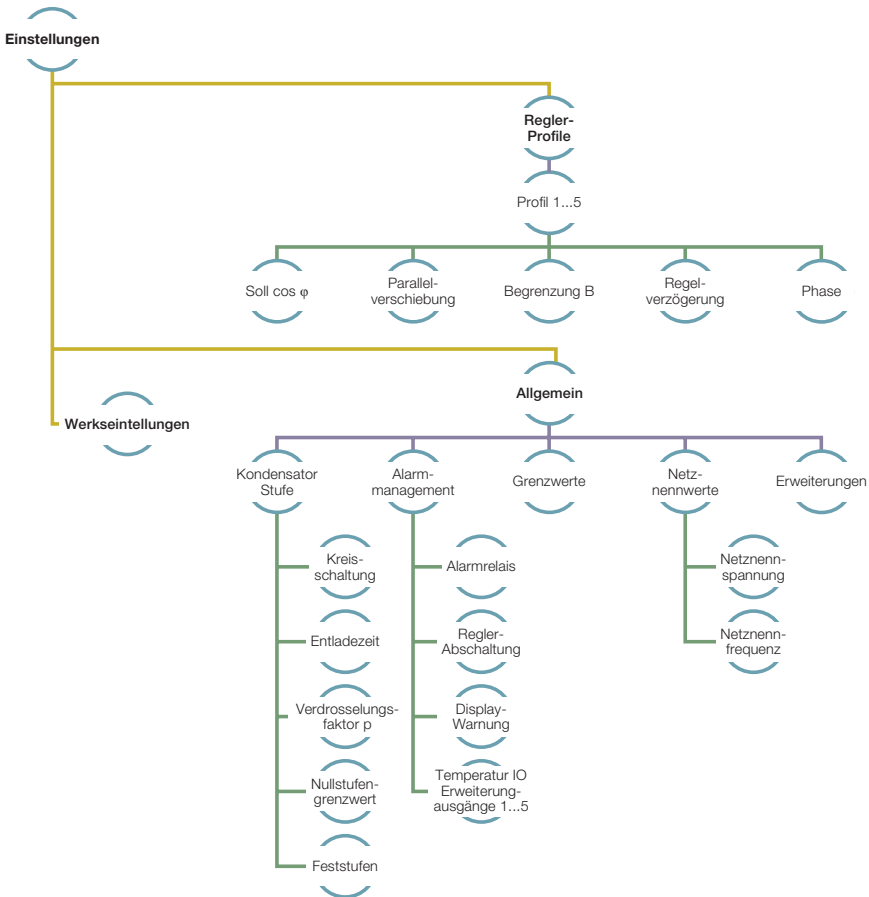 Einstellungen
Regler-
Profile
Profil 1...5
Soll cos φ
Parallel-
verschiebung
Begrenzung B
Regel-
verzögerung
Phase
Allgemein
Werkseintellungen
Kondensator
Stufe
Alarm-
management
Grenzwerte
Netz-
nennwerte
Erweiterungen
Kreis-
schaltung
Entladezeit
Verdrosselungs-
faktor p
Nullstufen-
grenzwert
Feststufen
Alarmrelais
Regler-
Abschaltung
Display-
Warnung
Temperatur IO
Erweiterung-
ausgänge 1...5
Netznenn-
spannung
Netznenn-
frequenz